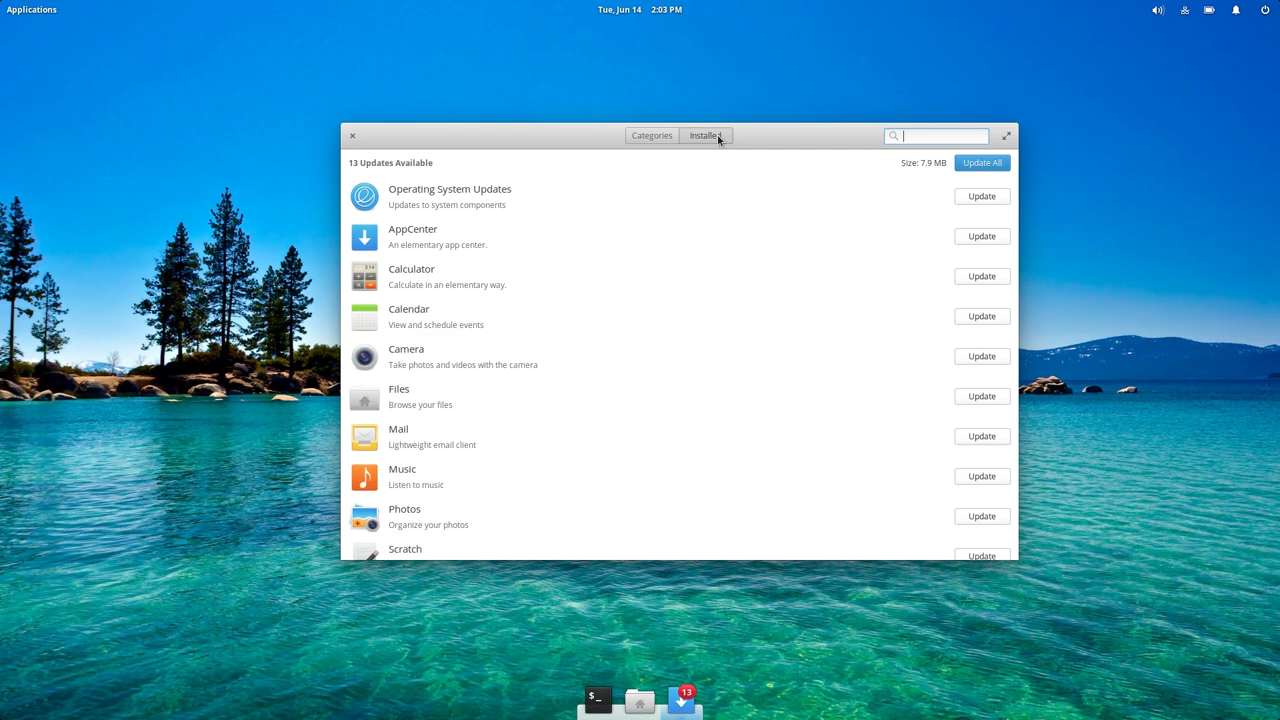 Applications
Tue, Jun 14 2:03 PM
Categories Installed
13 Updates Available
Size: 7.9 MB Update All
Operating System Updates
Updates to system components
Update
AppCenter
An elementary app center.
Update
3.14
Calculator
Calculate in an elementary way.
Update
Calendar
View and schedule events
Update
Camera
Take photos and videos with the camera
Update
Files
Browse your files
Update
Mail
Lightweight email client
Update
Music
Listen to music
Update
Photos
Organize your photos
Update
Scratch
Update
$_
13